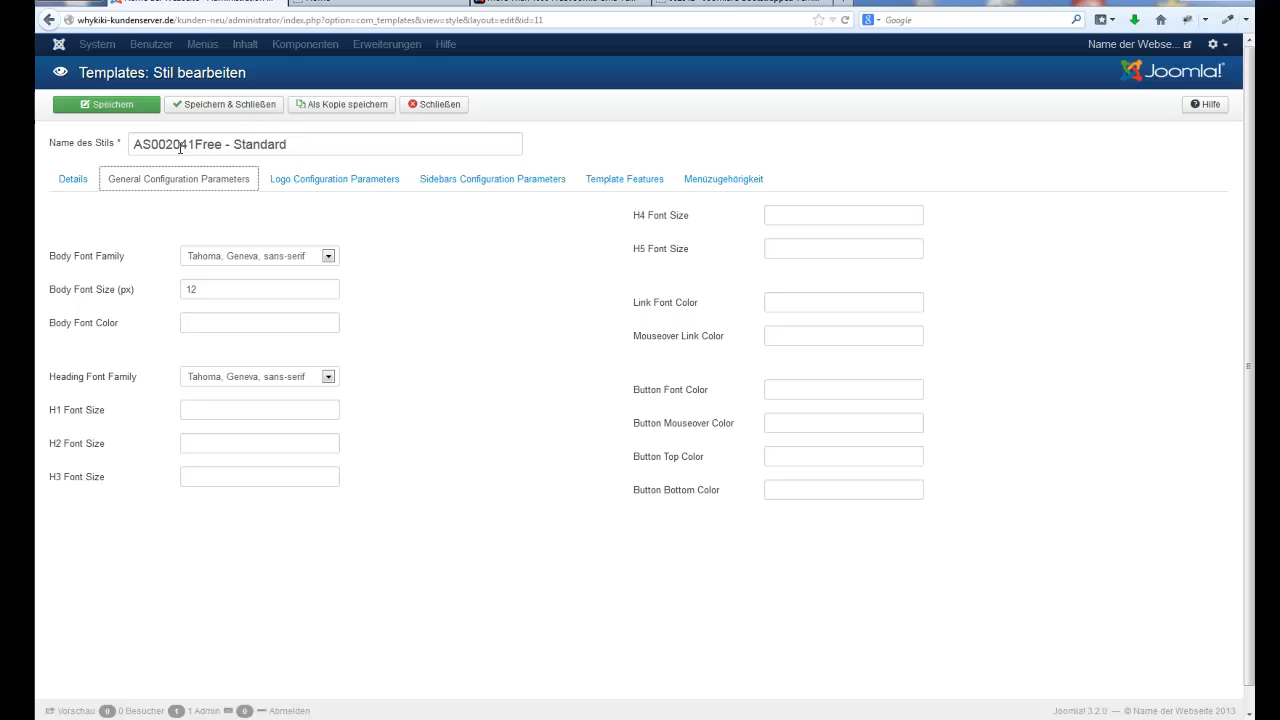 whykiki-kundenserver.de/kunden-neu/administrator/index.php?option=com_templates&view=style&layout=edit&id=11
Google
System Benutzer Menüs Inhalt Komponenten Erweiterungen Hilfe
Name der Webse...
Templates: Stil bearbeiten
Joomla!
Speichern
Speichern & Schließen
Als Kopie speichern
Schließen
Hilfe
Name des Stils *
AS002041Free - Standard
Details
General Configuration Parameters
Logo Configuration Parameters
Sidebars Configuration Parameters
Template Features
Menüzugehörigkeit
Body Font Family Tahoma, Geneva, sans-serif
Body Font Size (px) 12
Body Font Color
Heading Font Family Tahoma, Geneva, sans-serif
H1 Font Size
H2 Font Size
H3 Font Size
H4 Font Size
H5 Font Size
Link Font Color
Mouseover Link Color
Button Font Color
Button Mouseover Color
Button Top Color
Button Bottom Color
Vorschau 0 0 Besucher 1 1 Admin 0 Abmelden
Joomla! 3.2.0 — © Name der Webseite 2013